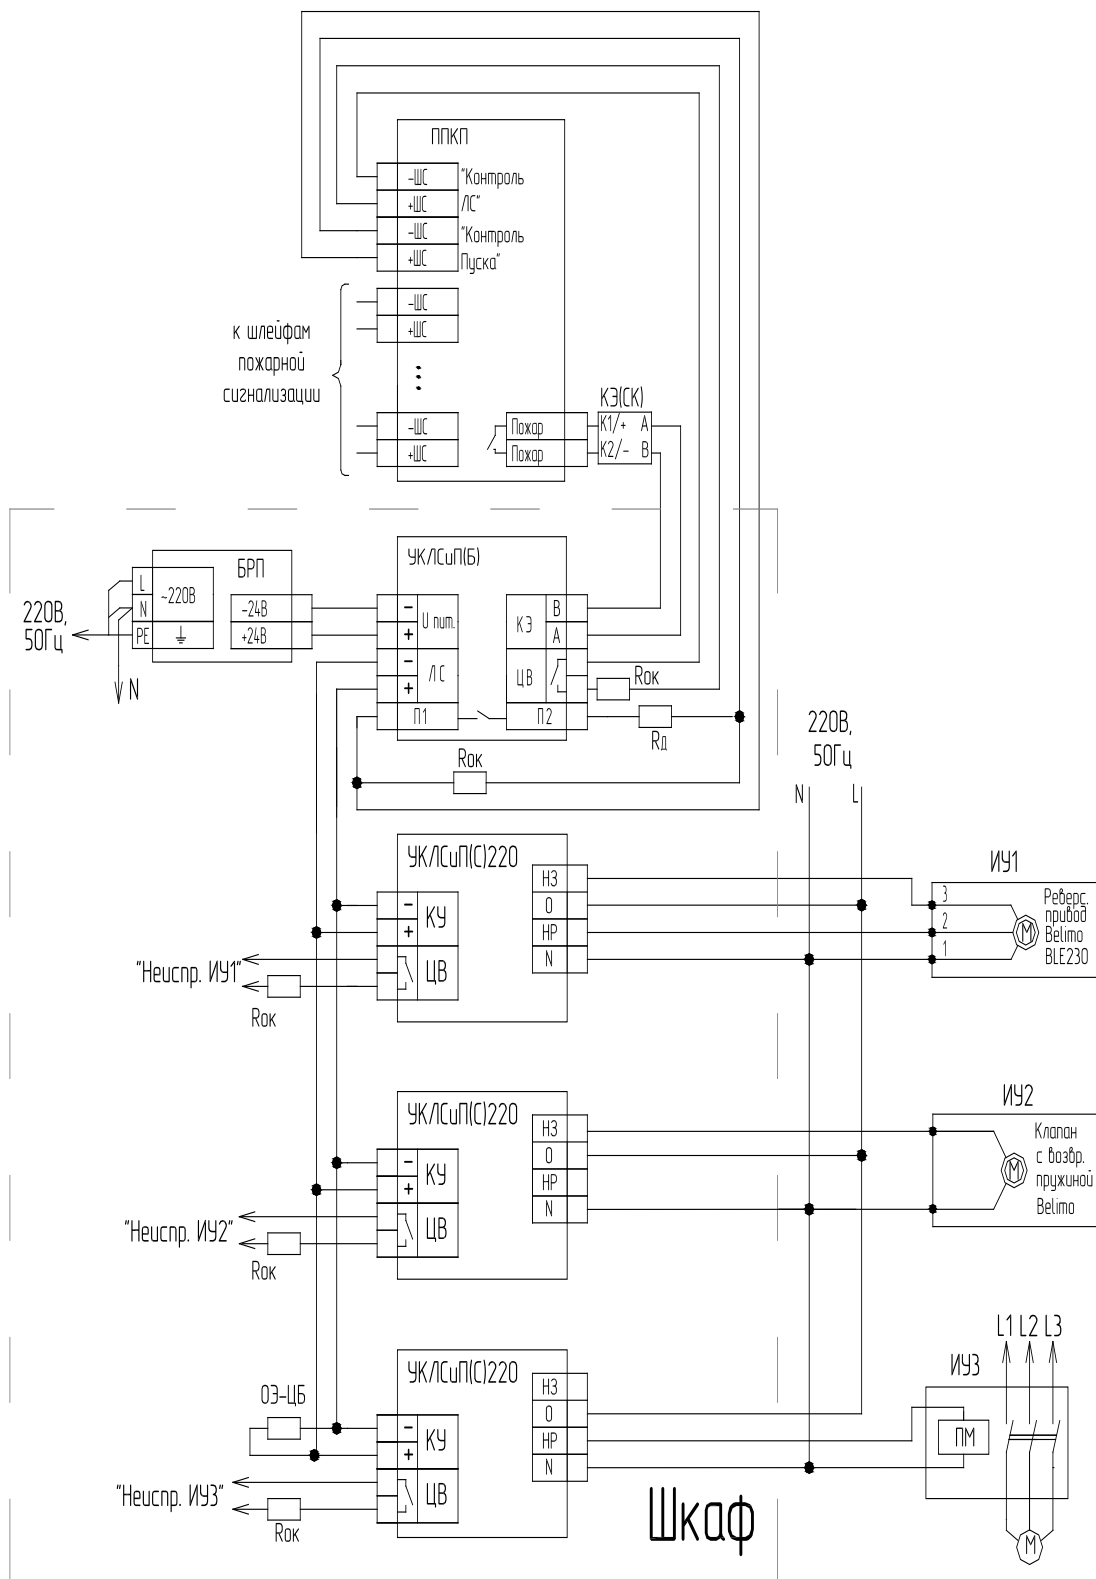 ППКП
-ШС "Контроль
+ШС ЛС"
-ШС "Контроль
+ШС Пуска"
-ШС
+ШС
к шлейфам
пожарной
сигнализации
...
-ШС
+ШС
Пожар
Пожар
КЭ(СК)
К1/+ А
К2/- В
БРП
L
N
PE
~220В
-24В
+24В
220В,
50Гц
N
УКЛСиП(Б)
-
+
U пит.
-
+
ЛС
П1
КЭ
В
А
ЦВ
П2
Rок
Rд
Rок
220В,
50Гц
N L
УКЛСиП(С)220
-
+
КУ
ЦВ
НЗ
О
НР
N
"Неиспр. ИУ1"
Rок
ИУ1
3
2
1
М
Реверс.
привод
Belimo
BLE230
УКЛСиП(С)220
-
+
КУ
ЦВ
НЗ
О
НР
N
"Неиспр. ИУ2"
Rок
ИУ2
М
Клапан
с возвр.
пружиной
Belimo
УКЛСиП(С)220
ОЭ-ЦБ
-
+
КУ
ЦВ
НЗ
О
НР
N
"Неиспр. ИУ3"
Rок
L1 L2 L3
ИУ3
ПМ
М
Шкаф